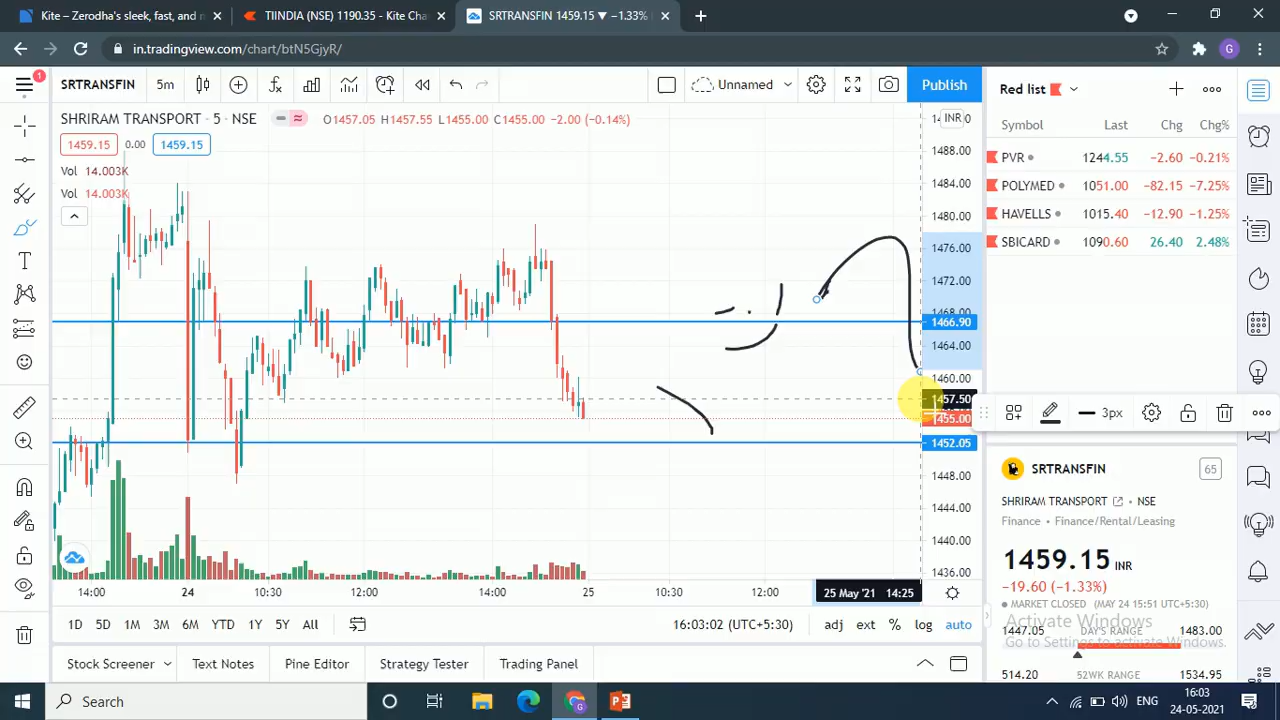 Kite – Zerodha's sleek, fast, and n
TIINDIA (NSE) 1190.35 - Kite Cha
SRTRANSFIN 1459.15 ▼ −1.33%
in.tradingview.com/chart/btN5GjyR/
G
1
SRTRANSFIN 5m Unnamed Publish
SHRIRAM TRANSPORT · 5 · NSE O1457.05 H1457.55 L1455.00 C1455.00 −2.00 (−0.14%)
1459.15 0.00 1459.15
Vol 14.003K
Vol 14.003K
INR
1488.00
1484.00
1480.00
1476.00
1472.00
1468.00
1466.90
1464.00
1460.00
1457.50
1455.00
1452.05
1448.00
1444.00
1440.00
1436.00
3px
14:00 24 10:30 12:00 14:00 25 10:30 12:00 25 May '21 14:25
1D 5D 1M 3M 6M YTD 1Y 5Y All 16:03:02 (UTC+5:30) adj ext % log auto
Stock Screener Text Notes Pine Editor Strategy Tester Trading Panel
Red list
Symbol Last Chg Chg%
PVR 1244.55 −2.60 −0.21%
POLYMED 1051.00 −82.15 −7.25%
HAVELLS 1015.40 −12.90 −1.25%
SBICARD 1090.60 26.40 2.48%
SRTRANSFIN 65
SHRIRAM TRANSPORT · NSE
Finance · Finance/Rental/Leasing
1459.15 INR
−19.60 (−1.33%)
MARKET CLOSED (MAY 24 15:51 UTC+5:30)
Activate Windows
1447.05 DAY'S RANGE 1483.00
Go to Settings to activate Windows.
514.20 52WK RANGE 1534.95
Search
ENG
16:03
24-05-2021